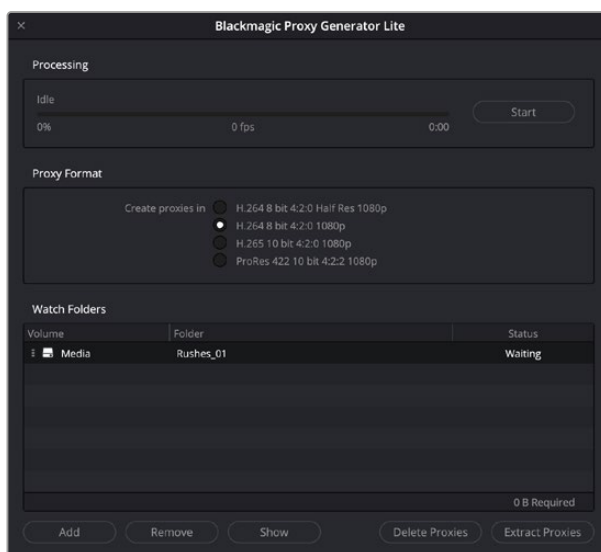 Blackmagic Proxy Generator Lite
Processing
Idle
0% 0 fps 0:00
Start
Proxy Format
Create proxies in H.264 8 bit 4:2:0 Half Res 1080p
H.264 8 bit 4:2:0 1080p
H.265 10 bit 4:2:0 1080p
ProRes 422 10 bit 4:2:2 1080p
Watch Folders
Volume Folder Status
Media Rushes_01 Waiting
0 B Required
Add Remove Show Delete Proxies Extract Proxies